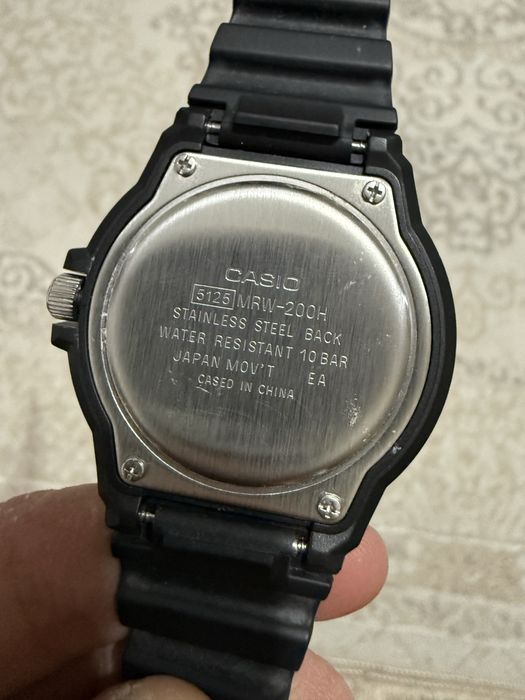 CASIO
5125 MRW-200H
STAINLESS STEEL BACK
WATER RESISTANT 10 BAR
JAPAN MOV'T EA
CASED IN CHINA